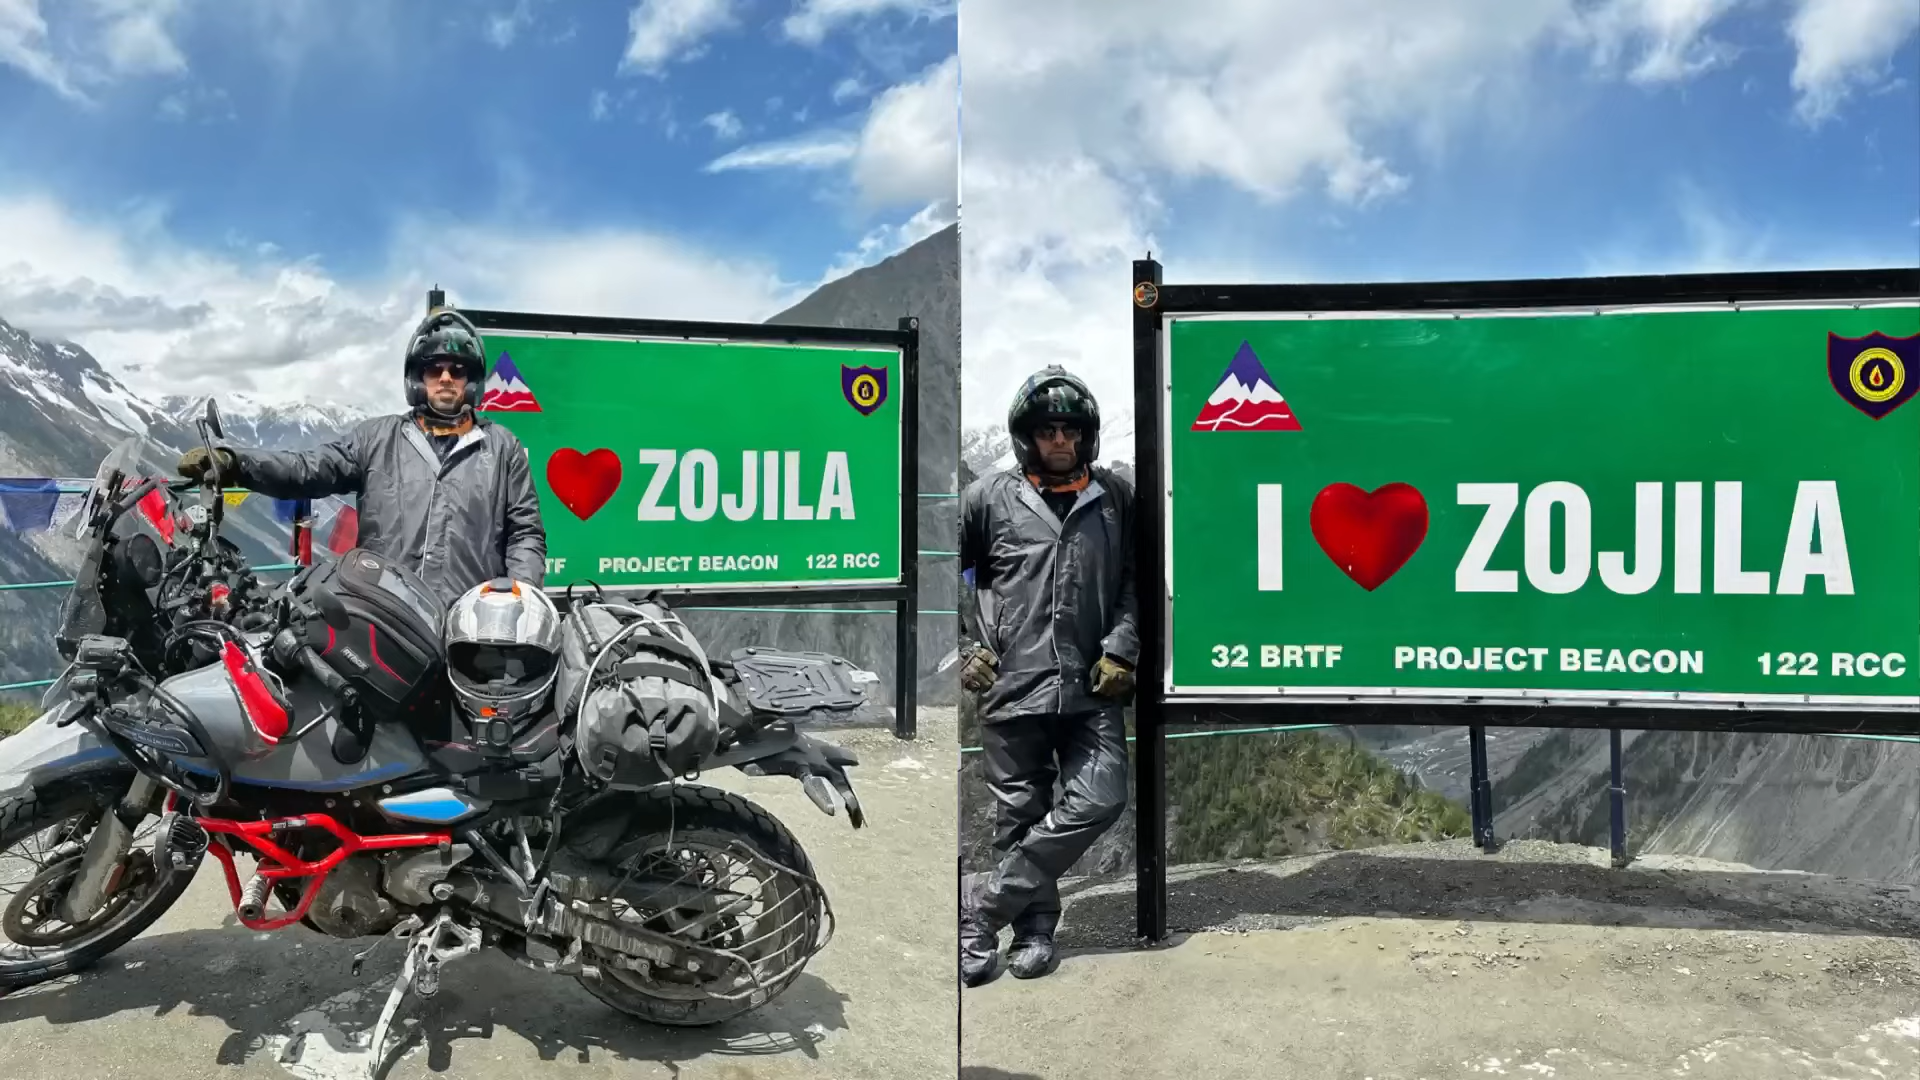 I ZOJILA
TF PROJECT BEACON 122 RCC
I ZOJILA
32 BRTF PROJECT BEACON 122 RCC